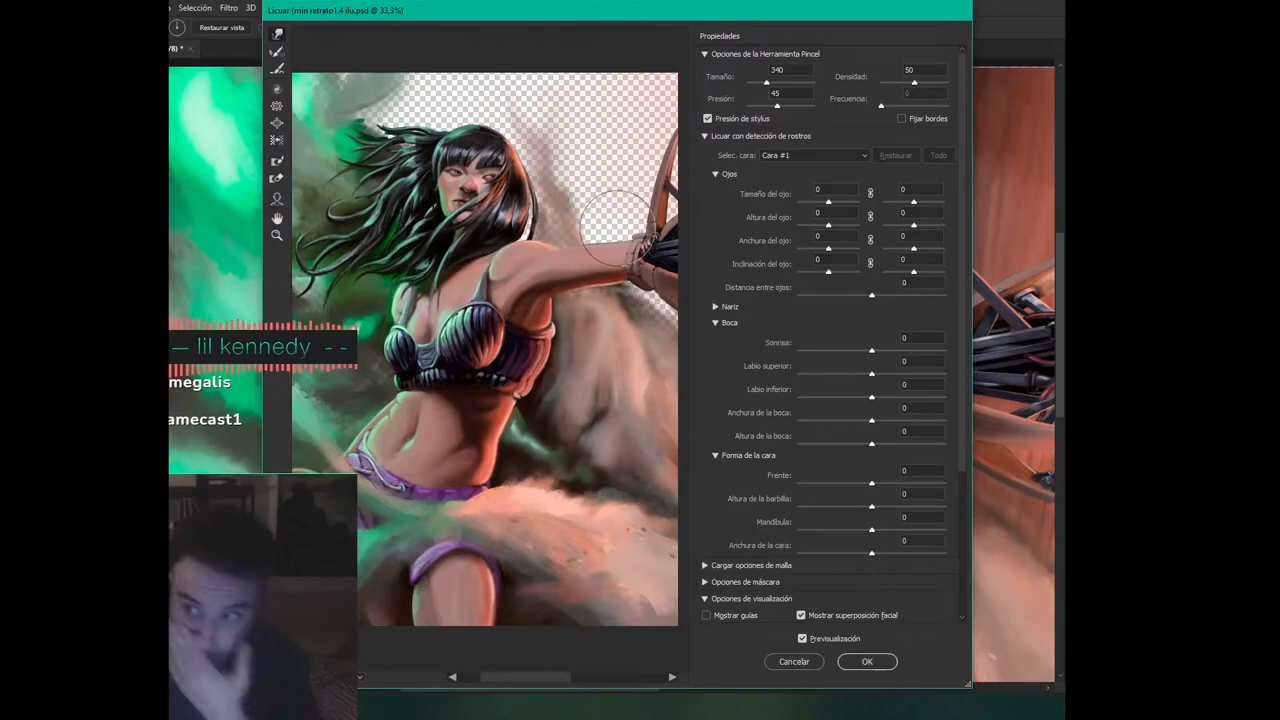 Selección Filtro 3D
Licuar (min retrato1.4 ilu.psd @ 33,3%)
Restaurar vista
/8) * ×
Propiedades
Opciones de la Herramienta Pincel
Tamaño: 340 Densidad: 50
Presión: 45 Frecuencia: 0
Presión de stylus Fijar bordes
Licuar con detección de rostros
Selec. cara: Cara #1 Restaurar Todo
Ojos
Tamaño del ojo: 0 0
Altura del ojo: 0 0
Anchura del ojo: 0 0
Inclinación del ojo: 0 0
Distancia entre ojos: 0
Nariz
Boca
Sonrisa: 0
Labio superior: 0
Labio inferior: 0
Anchura de la boca: 0
Altura de la boca: 0
Forma de la cara
Frente: 0
Altura de la barbilla: 0
Mandíbula: 0
Anchura de la cara: 0
Cargar opciones de malla
Opciones de máscara
Opciones de visualización
Mostrar guías Mostrar superposición facial
Previsualización
Cancelar OK
— lil kennedy - -
megalis
amecast1